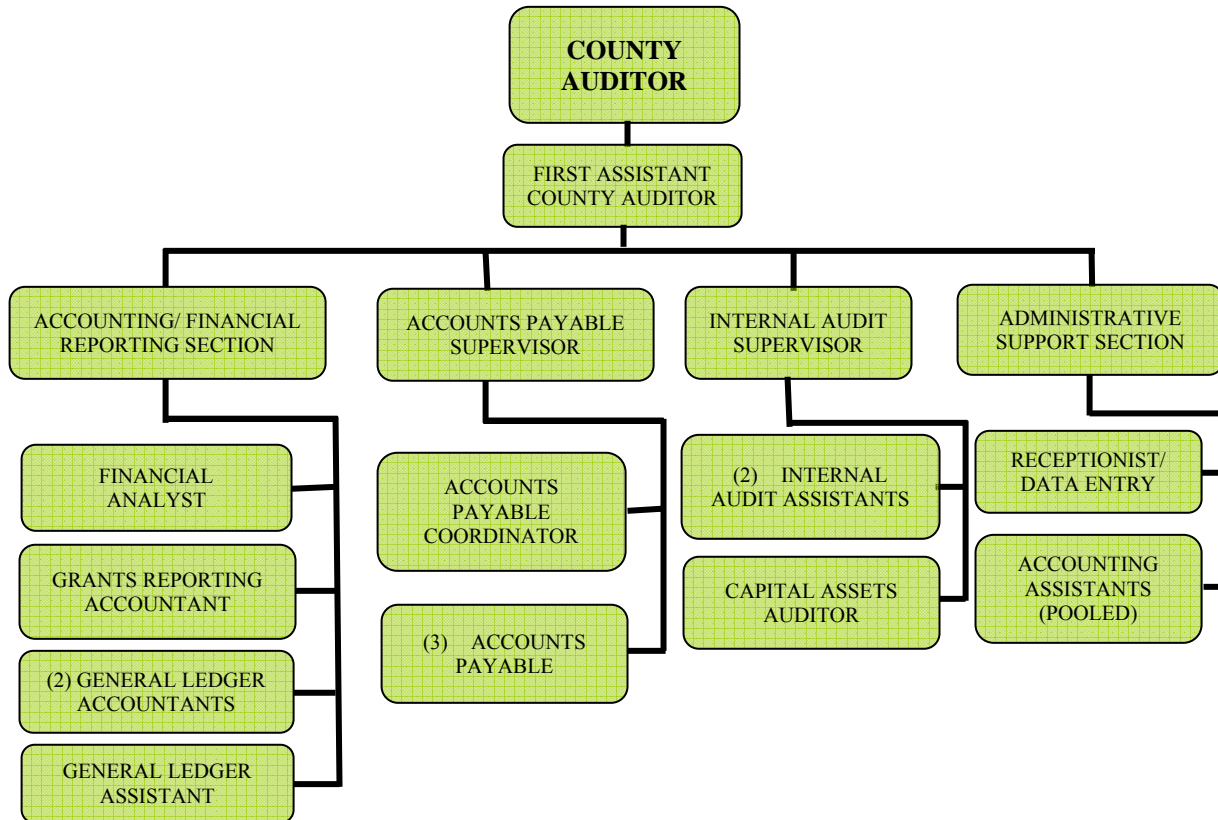 COUNTY
AUDITOR
FIRST ASSISTANT
COUNTY AUDITOR
ACCOUNTING/ FINANCIAL
REPORTING SECTION
ACCOUNTS PAYABLE
SUPERVISOR
INTERNAL AUDIT
SUPERVISOR
ADMINISTRATIVE
SUPPORT SECTION
FINANCIAL
ANALYST
GRANTS REPORTING
ACCOUNTANT
(2) GENERAL LEDGER
ACCOUNTANTS
GENERAL LEDGER
ASSISTANT
ACCOUNTS
PAYABLE
COORDINATOR
(3) ACCOUNTS
PAYABLE
(2) INTERNAL
AUDIT ASSISTANTS
CAPITAL ASSETS
AUDITOR
RECEPTIONIST/
DATA ENTRY
ACCOUNTING
ASSISTANTS
(POOLED)